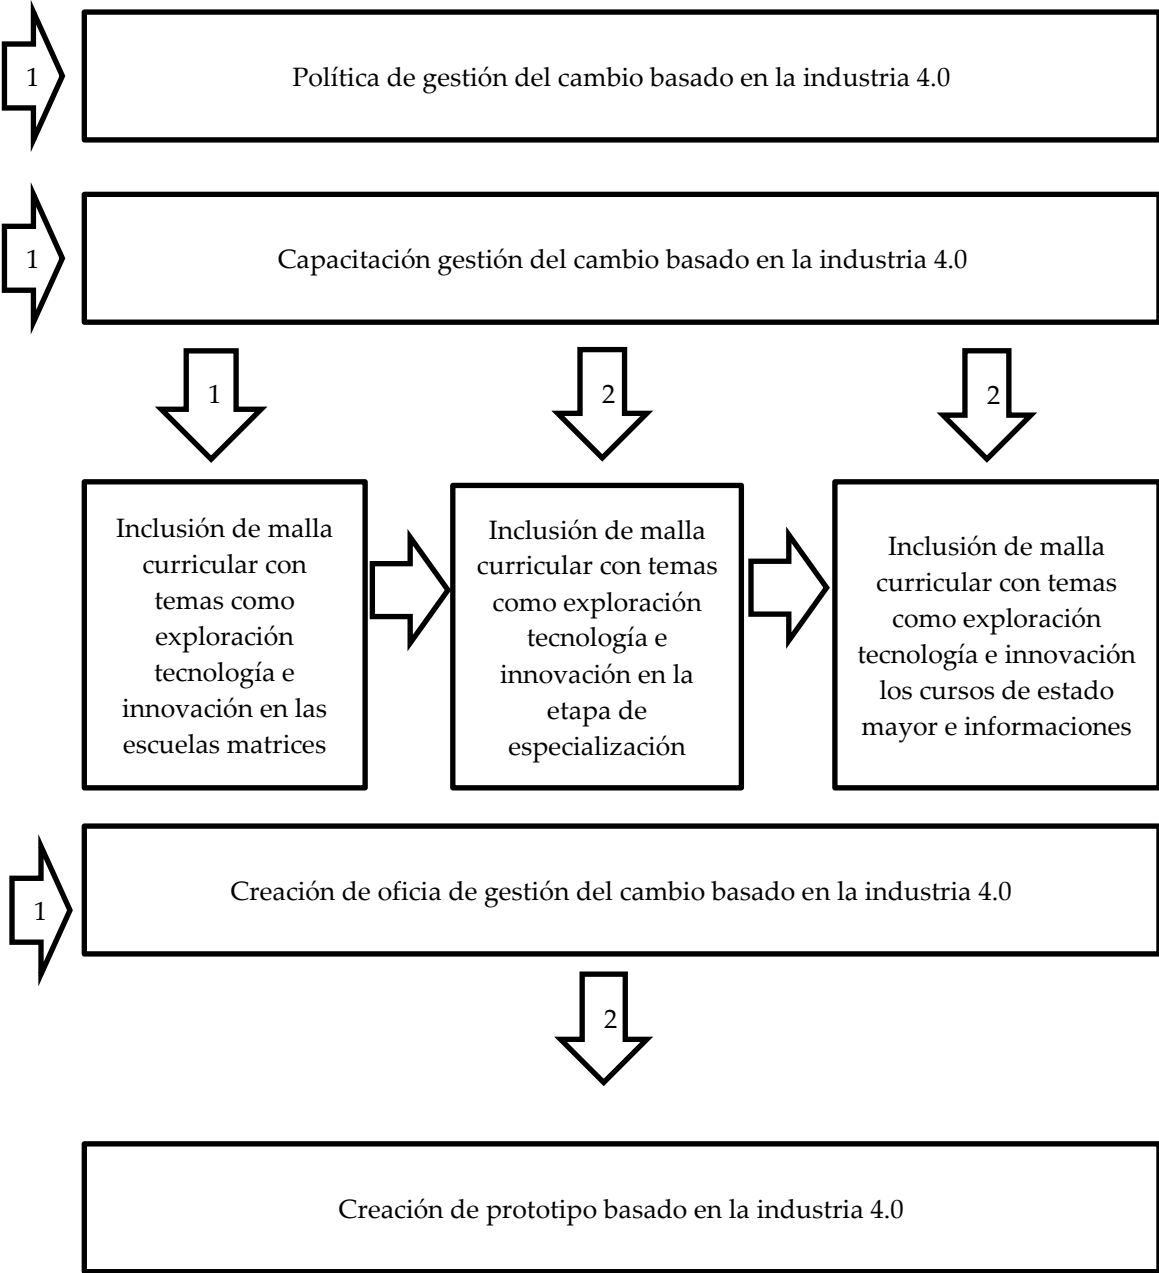 1
Política de gestión del cambio basado en la industria 4.0
1
Capacitación gestión del cambio basado en la industria 4.0
1
2
2
Inclusión de malla
curricular con
temas como
exploración
tecnología e
innovación en las
escuelas matrices
Inclusión de malla
curricular con temas
como exploración
tecnología e
innovación en la
etapa de
especialización
Inclusión de malla
curricular con temas
como exploración
tecnología e innovación
los cursos de estado
mayor e informaciones
1
Creación de oficia de gestión del cambio basado en la industria 4.0
2
Creación de prototipo basado en la industria 4.0